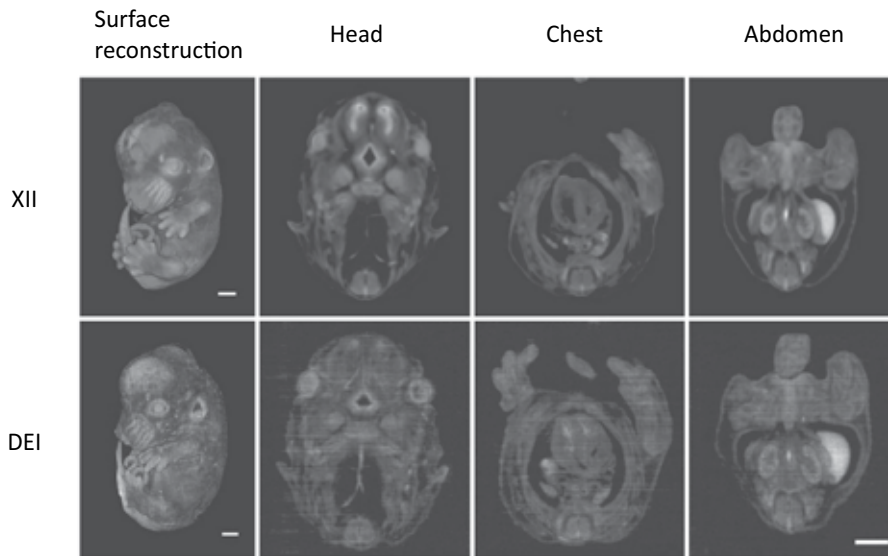 Surface
reconstruction
Head
Chest
Abdomen
XII
DEI